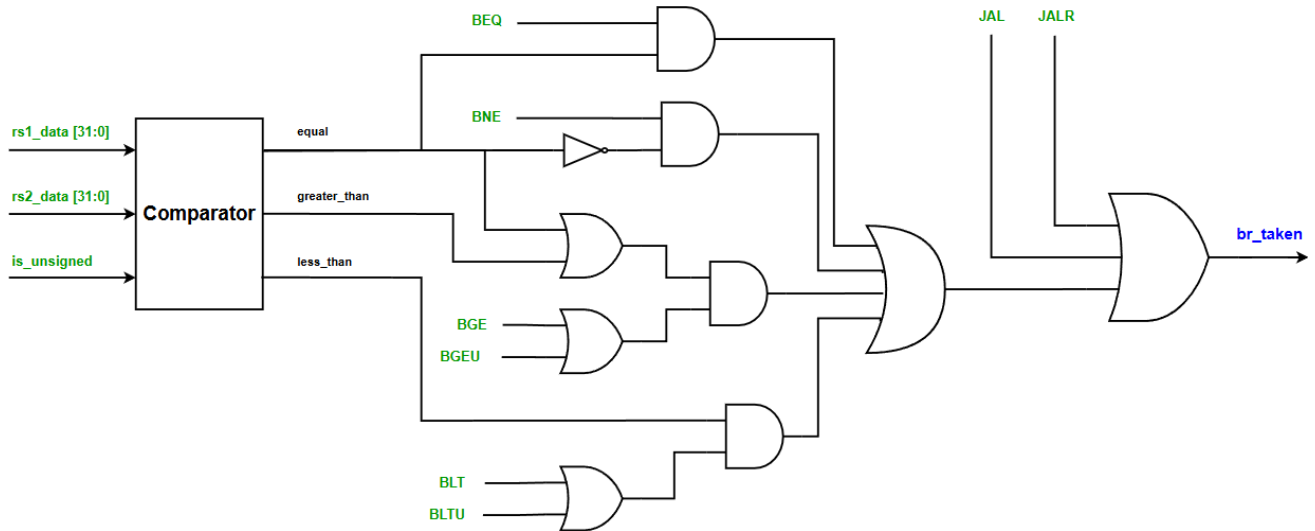 BEQ
JAL
JALR
BNE
rs1_data [31:0]
equal
rs2_data [31:0]
greater_than
Comparator
br_taken
is_unsigned
less_than
BGE
BGEU
BLT
BLTU